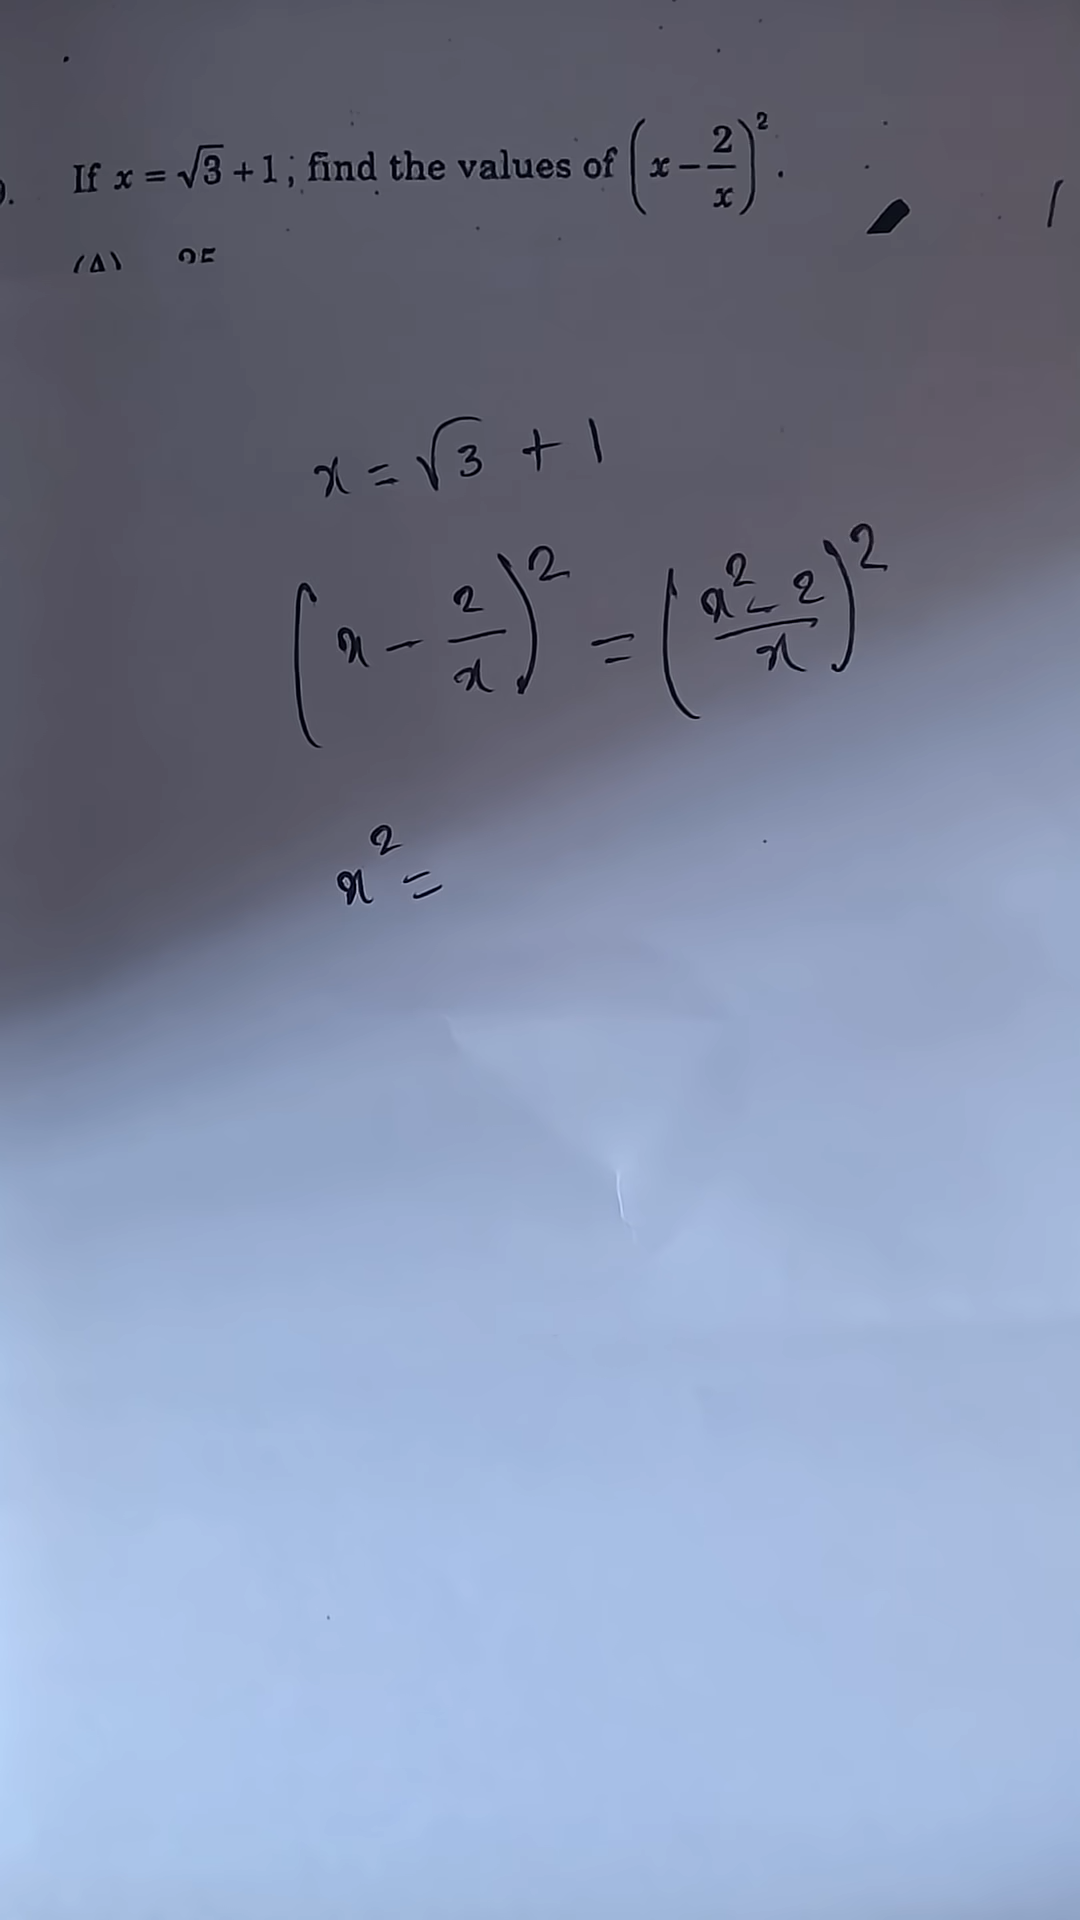 If x = √3 + 1; find the values of (x - 2/x)².
(A)
x = √3 + 1
(x - 2/x)² = (x² - 2/x)²
x² =